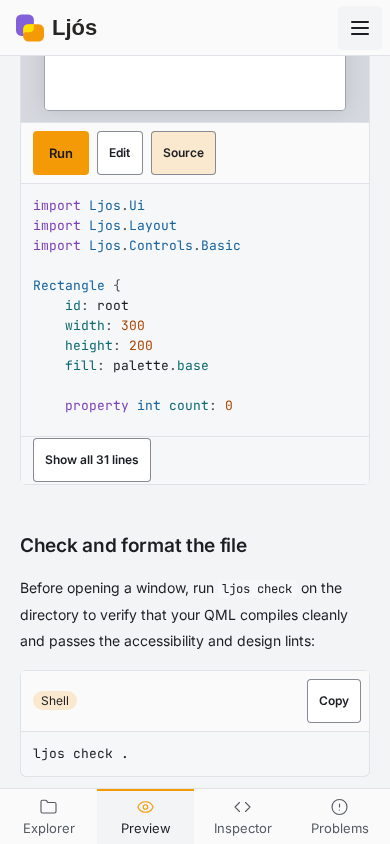 Ljós
Run Edit Source
import Ljos.Ui
import Ljos.Layout
import Ljos.Controls.Basic
Rectangle {
    id: root
    width: 300
    height: 200
    fill: palette.base
    property int count: 0
Show all 31 lines
Check and format the file
Before opening a window, run ljos check on the
directory to verify that your QML compiles cleanly
and passes the accessibility and design lints:
Shell Copy
ljos check .
Explorer Preview Inspector Problems